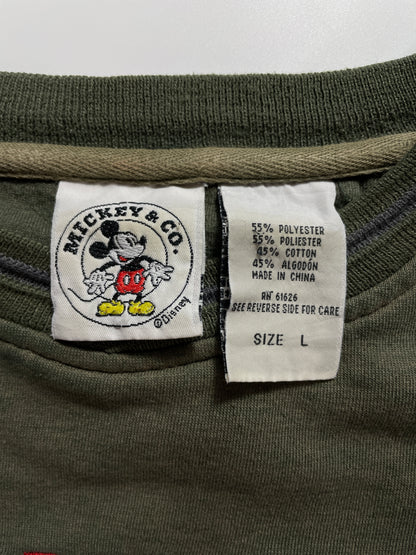 MICKEY & CO.
©Disney
55% POLYESTER
55% POLIESTER
45% COTTON
45% ALGODÓN
MADE IN CHINA
RN 61626
SEE REVERSE SIDE FOR CARE
SIZE L